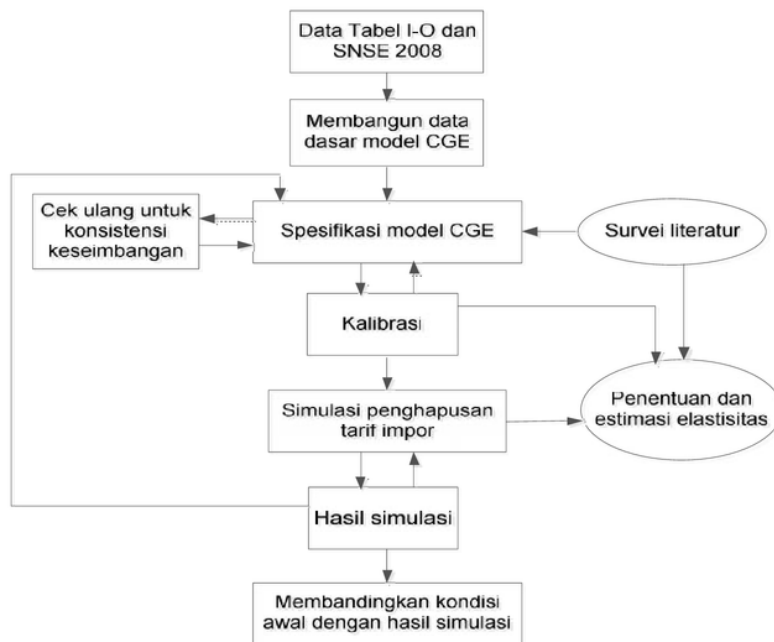 Data Tabel I-O dan
SNSE 2008
Membangun data
dasar model CGE
Cek ulang untuk
konsistensi
keseimbangan
Spesifikasi model CGE
Survei literatur
Kalibrasi
Simulasi penghapusan
tarif impor
Penentuan dan
estimasi elastisitas
Hasil simulasi
Membandingkan kondisi
awal dengan hasil simulasi